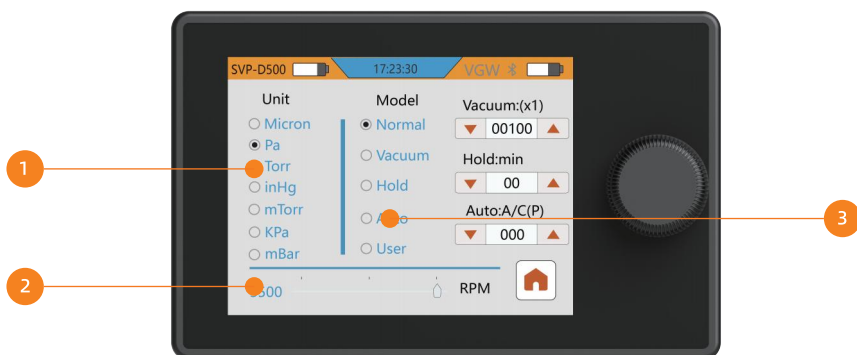 SVP-D500
17:23:30
VGW
Unit
Micron
Pa
Torr
inHg
mTorr
KPa
mBar
Model
Normal
Vacuum
Hold
User
Vacuum:(x1)
00100
Hold:min
00
Auto:A/C(P)
000
RPM
1
2
3